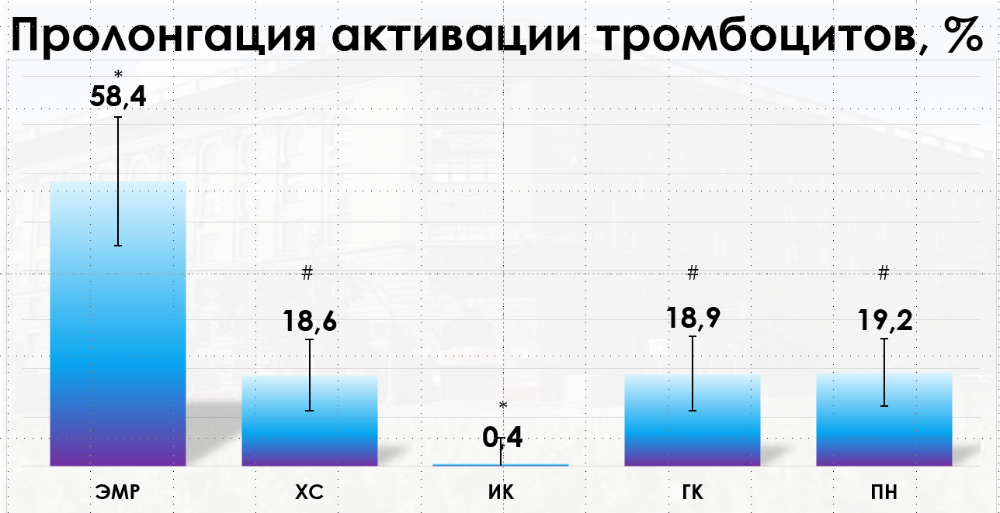 Пролонгация активации тромбоцитов, %
*
58,4
# # #
18,6 18,9 19,2
*
0,4
ЭМР ХС ИК ГК ПН